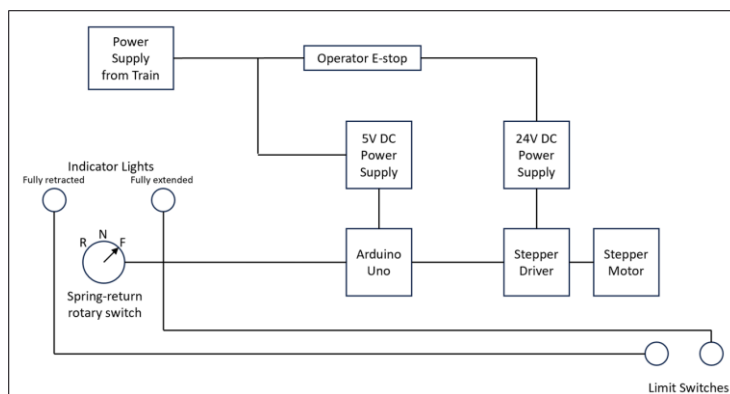 Power
Supply
from Train
Operator E-stop
5V DC
Power
Supply
24V DC
Power
Supply
Indicator Lights
Fully retracted
Fully extended
R
N
F
Spring-return
rotary switch
Arduino
Uno
Stepper
Driver
Stepper
Motor
Limit Switches